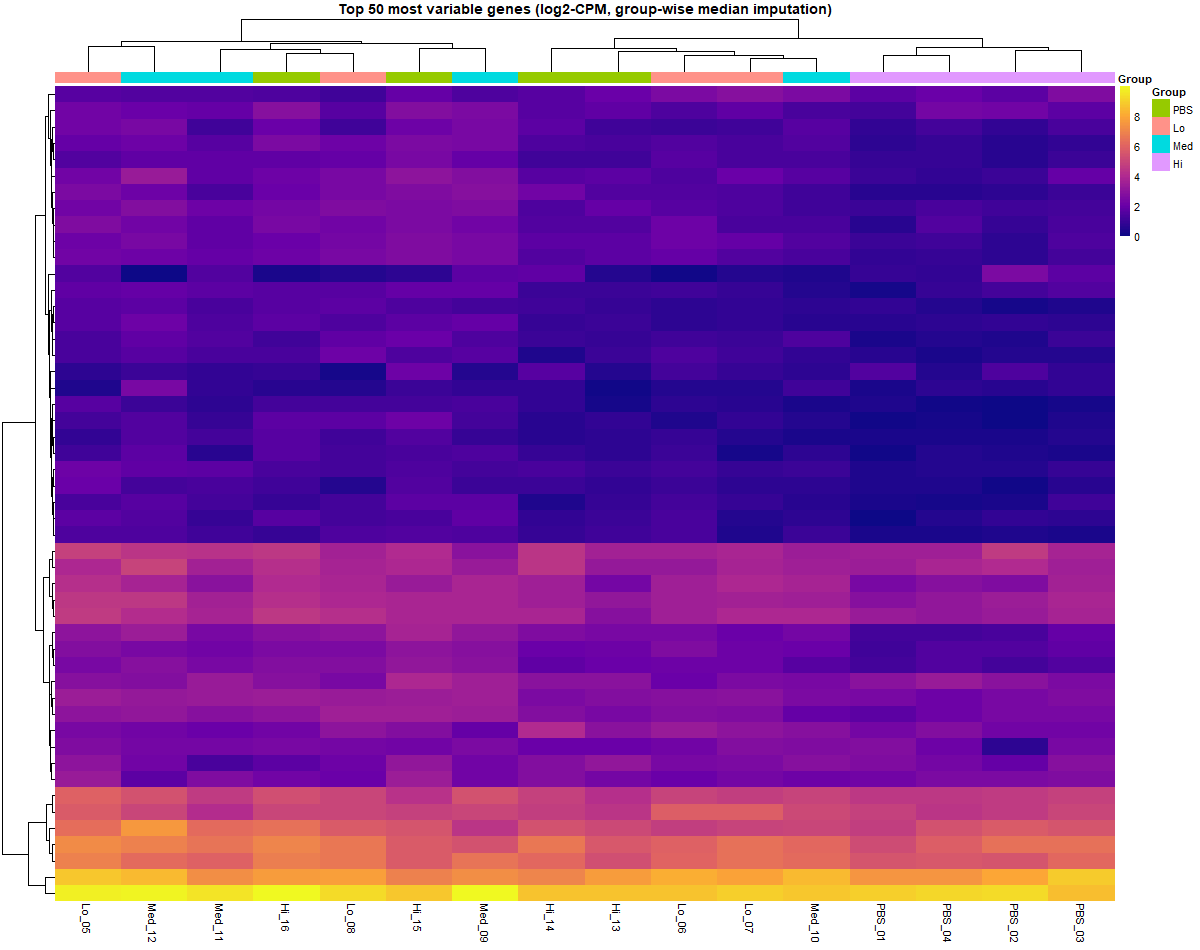 Top 50 most variable genes (log2-CPM, group-wise median imputation)
Group
Group
PBS
Lo
Med
Hi
8
6
4
2
0
Lo_05
Med_12
Med_11
Hi_16
Lo_08
Hi_15
Med_09
Hi_14
Hi_13
Lo_06
Lo_07
Med_10
PBS_01
PBS_04
PBS_02
PBS_03